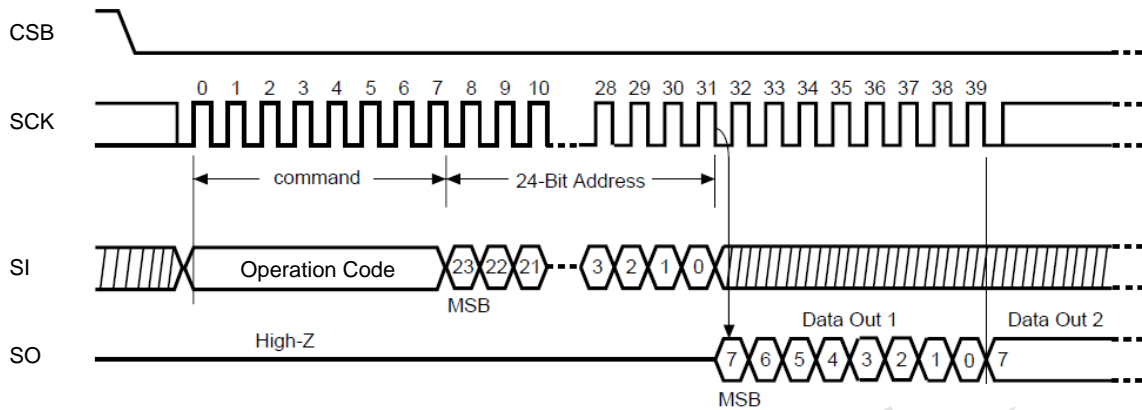 CSB
0 1 2 3 4 5 6 7 8 9 10 28 29 30 31 32 33 34 35 36 37 38 39
SCK
command
24-Bit Address
SI
Operation Code
23 22 21 3 2 1 0
MSB
Data Out 1
Data Out 2
High-Z
SO
7 6 5 4 3 2 1 0 7
MSB